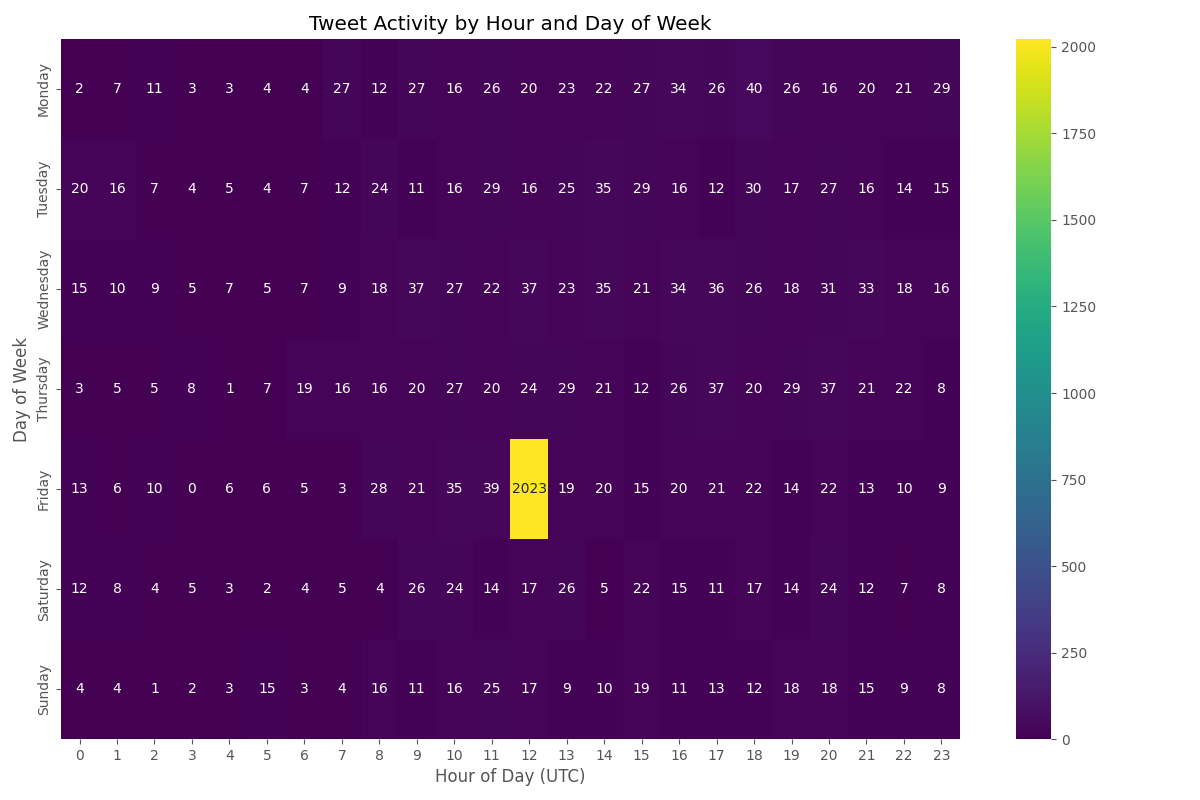 Tweet Activity by Hour and Day of Week
Day of Week
Monday 2 7 11 3 3 4 4 27 12 27 16 26 20 23 22 27 34 26 40 26 16 20 21 29
Tuesday 20 16 7 4 5 4 7 12 24 11 16 29 16 25 35 29 16 12 30 17 27 16 14 15
Wednesday 15 10 9 5 7 5 7 9 18 37 27 22 37 23 35 21 34 36 26 18 31 33 18 16
Thursday 3 5 5 8 1 7 19 16 16 20 27 20 24 29 21 12 26 37 20 29 37 21 22 8
Friday 13 6 10 0 6 6 5 3 28 21 35 39 2023 19 20 15 20 21 22 14 22 13 10 9
Saturday 12 8 4 5 3 2 4 5 4 26 24 14 17 26 5 22 15 11 17 14 24 12 7 8
Sunday 4 4 1 2 3 15 3 4 16 11 16 25 17 9 10 19 11 13 12 18 18 15 9 8
0 1 2 3 4 5 6 7 8 9 10 11 12 13 14 15 16 17 18 19 20 21 22 23
Hour of Day (UTC)
2000
1750
1500
1250
1000
750
500
250
0